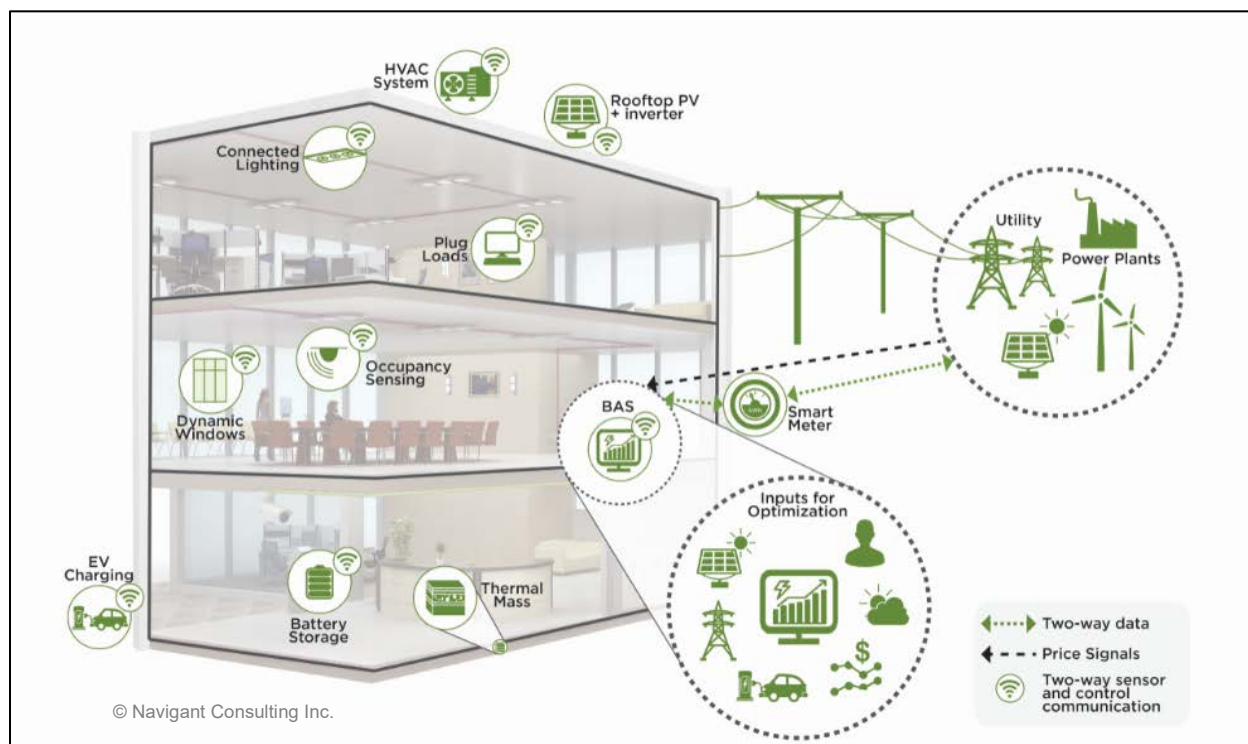 HVAC
System
Rooftop PV
+ inverter
Connected
Lighting
Plug
Loads
Utility
Power Plants
Occupancy
Sensing
Dynamic
Windows
BAS
Smart
Meter
Inputs for
Optimization
EV
Charging
Battery
Storage
Thermal
Mass
$
Two-way data
Price Signals
Two-way sensor
and control
communication
© Navigant Consulting Inc.